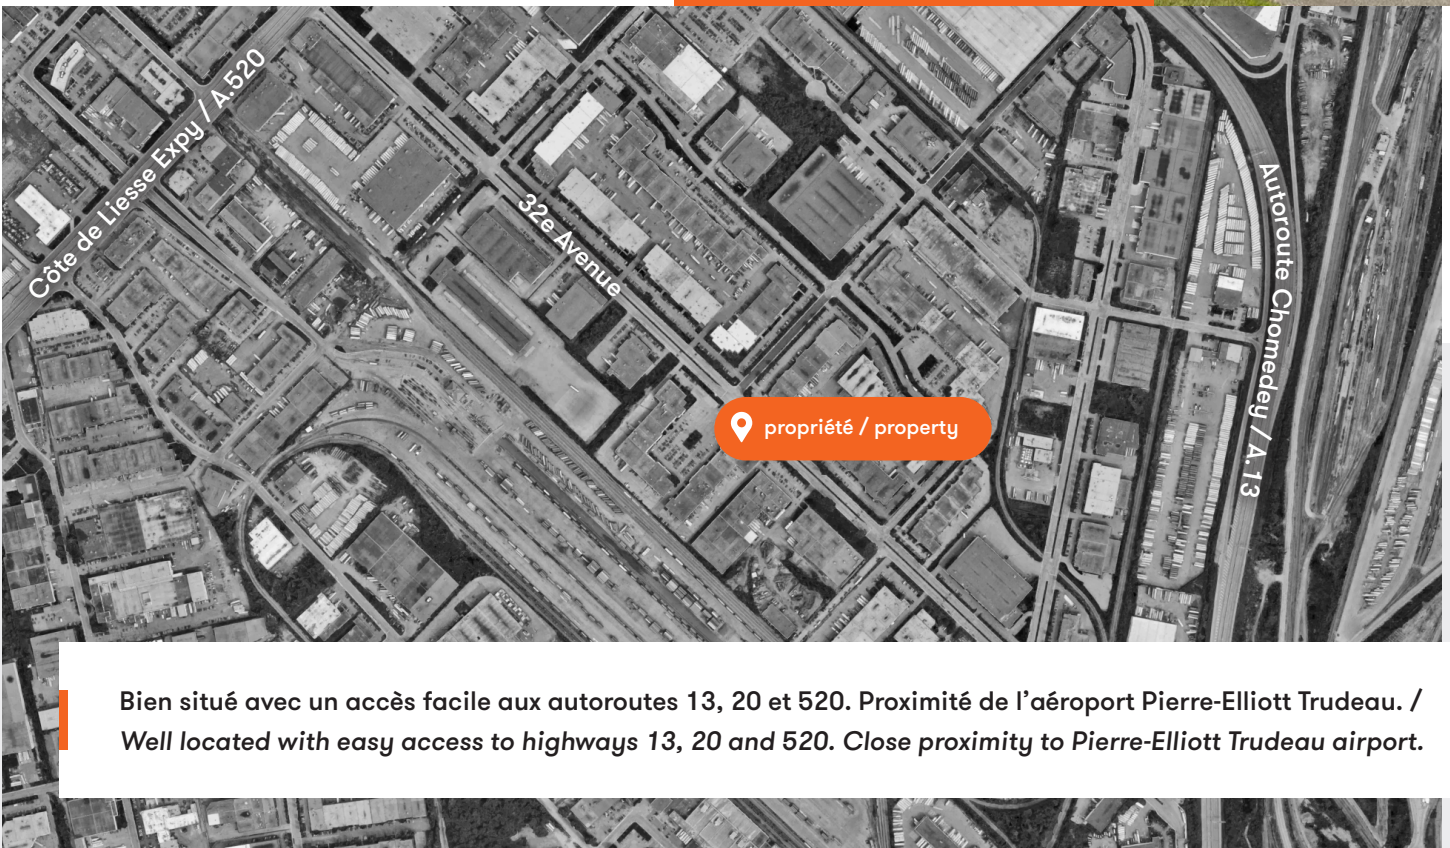 Côte de Liesse Expy / A.520
32e Avenue
Autoroute Chomedey / A.13
propriété / property
Bien situé avec un accès facile aux autoroutes 13, 20 et 520. Proximité de l’aéroport Pierre-Elliott Trudeau. /
Well located with easy access to highways 13, 20 and 520. Close proximity to Pierre-Elliott Trudeau airport.